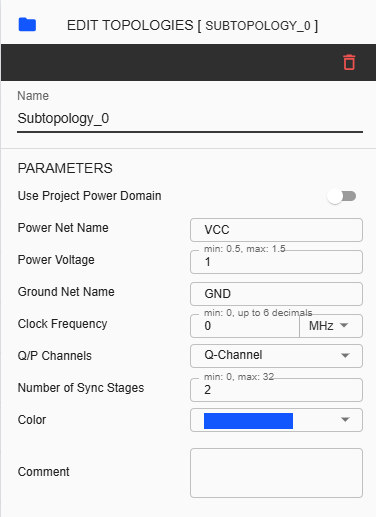 EDIT TOPOLOGIES [ SUBTOPOLOGY_0 ]
Name
Subtopology_0
PARAMETERS
Use Project Power Domain
Power Net Name
VCC
min: 0.5, max: 1.5
Power Voltage
1
Ground Net Name
GND
min: 0, up to 6 decimals
Clock Frequency
0
MHz
Q/P Channels
Q-Channel
min: 0, max: 32
Number of Sync Stages
2
Color
Comment